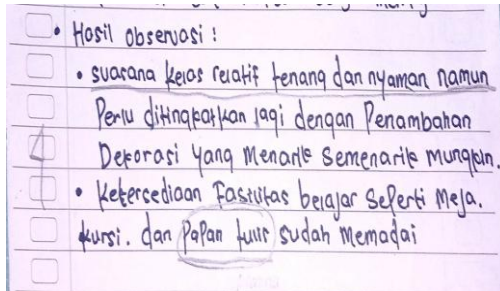 • Hasil observasi :
• suasana kelas relatif tenang dan nyaman namun
Perlu ditingkatkan lagi dengan Penambahan
Dekorasi Yang Menarik Semenarik mungkin.
• Ketersediaan Fasilitas belajar Seperti Meja.
kursi. dan Papan tulis sudah Memadai